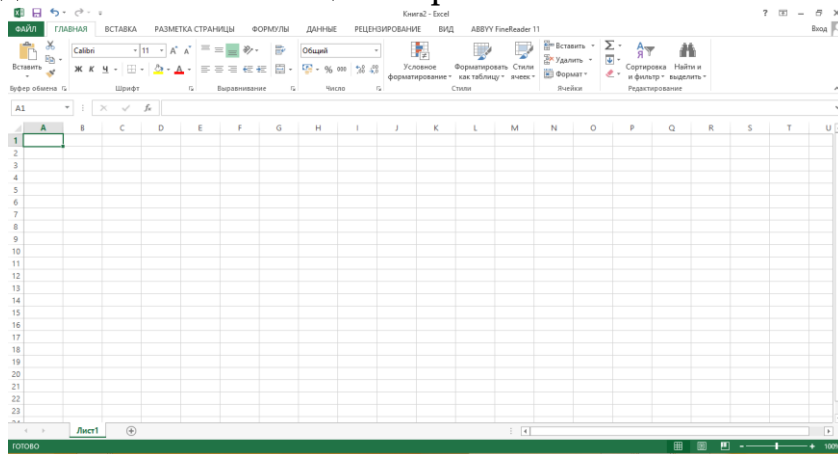 Книга2 - Excel
ФАЙЛ ГЛАВНАЯ ВСТАВКА РАЗМЕТКА СТРАНИЦЫ ФОРМУЛЫ ДАННЫЕ РЕЦЕНЗИРОВАНИЕ ВИД ABBYY FineReader 11 Вход
Вставить
Calibri 11
Ж К Ч
Общий
% 000
Условное форматирование
Форматировать как таблицу
Стили ячеек
Вставить
Удалить
Формат
Сортировка и фильтр
Найти и выделить
Буфер обмена Шрифт Выравнивание Число Стили Ячейки Редактирование
A1 fx
A B C D E F G H I J K L M N O P Q R S T U
1
2
3
4
5
6
7
8
9
10
11
12
13
14
15
16
17
18
19
20
21
22
23
Лист1
ГОТОВО 100%